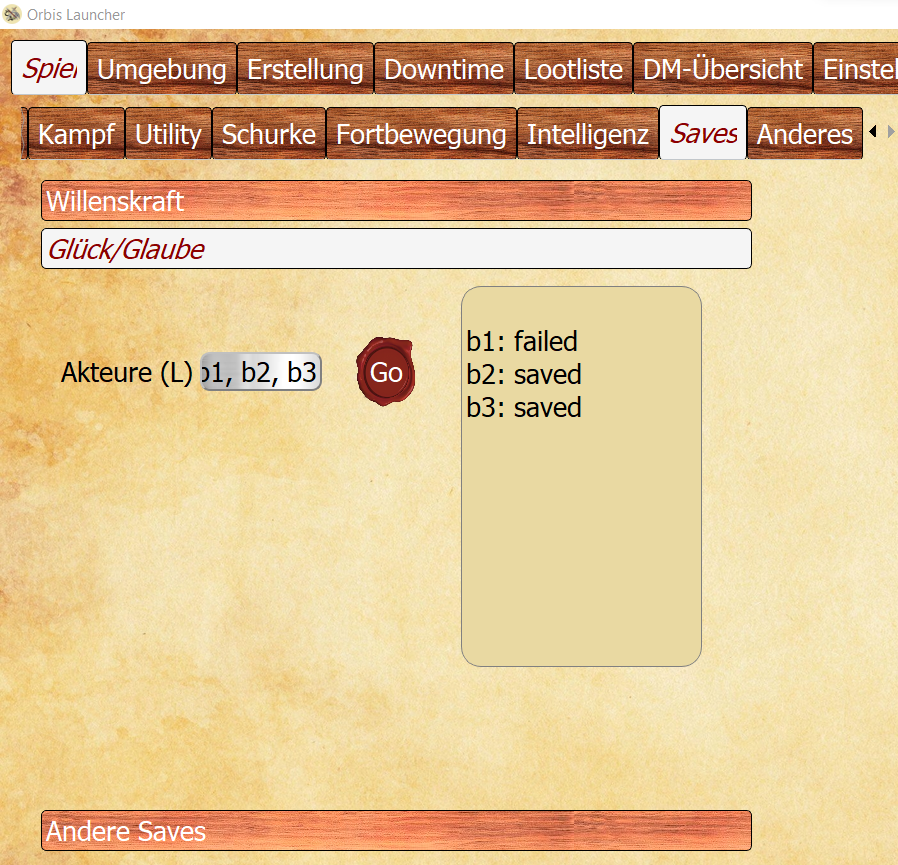 Orbis Launcher
Spiel Umgebung Erstellung Downtime Lootliste DM-Übersicht Einstel
Kampf Utility Schurke Fortbewegung Intelligenz Saves Anderes
Willenskraft
Glück/Glaube
b1: failed
Akteure (L) b1, b2, b3 Go b2: saved
b3: saved
Andere Saves